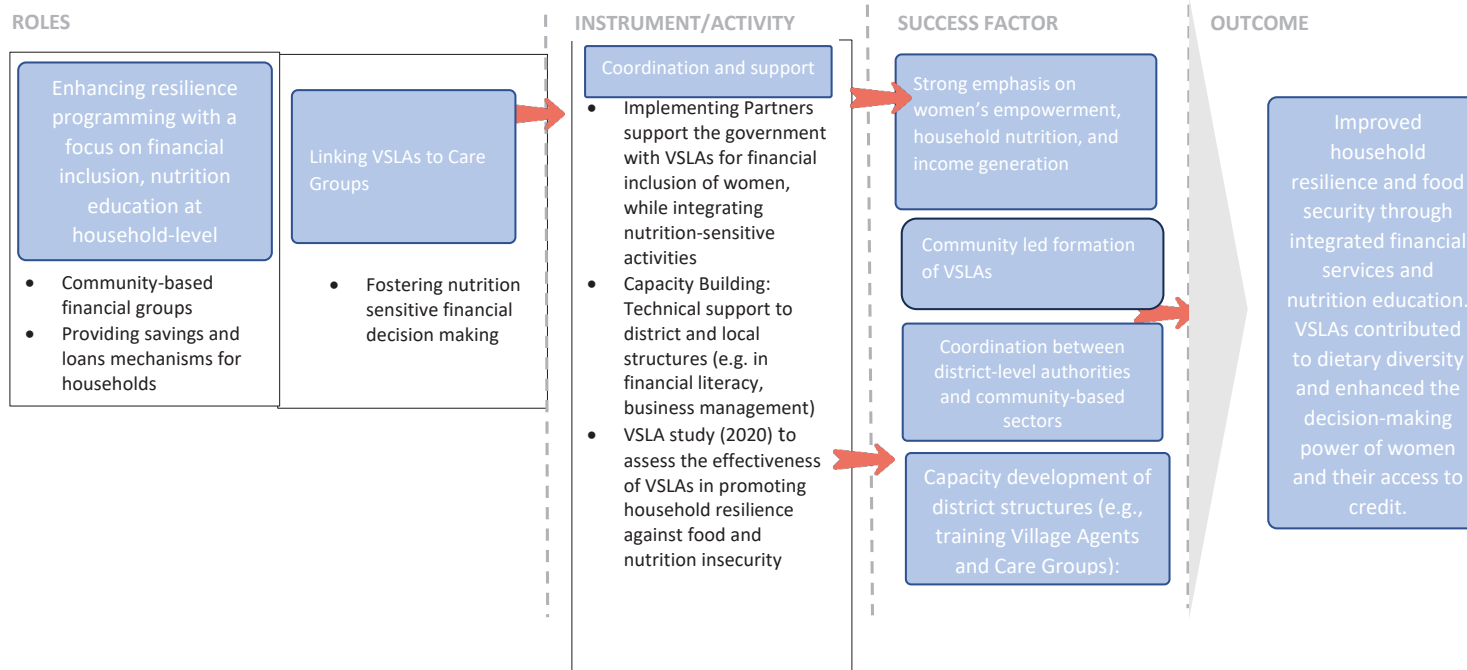 ROLES
Enhancing resilience
programming with a
focus on financial
inclusion, nutrition
education at
household-level
• Community-based
financial groups
• Providing savings and
loans mechanisms for
households
Linking VSLAs to Care
Groups
• Fostering nutrition
sensitive financial
decision making
INSTRUMENT/ACTIVITY
Coordination and support
• Implementing Partners
support the government
with VSLAs for financial
inclusion of women,
while integrating
nutrition-sensitive
activities
• Capacity Building:
Technical support to
district and local
structures (e.g. in
financial literacy,
business management)
• VSLA study (2020) to
assess the effectiveness
of VSLAs in promoting
household resilience
against food and
nutrition insecurity
SUCCESS FACTOR
Strong emphasis on
women’s empowerment,
household nutrition, and
income generation
Community led formation
of VSLAs
Coordination between
district-level authorities
and community-based
sectors
Capacity development of
district structures (e.g.,
training Village Agents
and Care Groups):
OUTCOME
Improved
household
resilience and food
security through
integrated financial
services and
nutrition education.
VSLAs contributed
to dietary diversity
and enhanced the
decision-making
power of women
and their access to
credit.